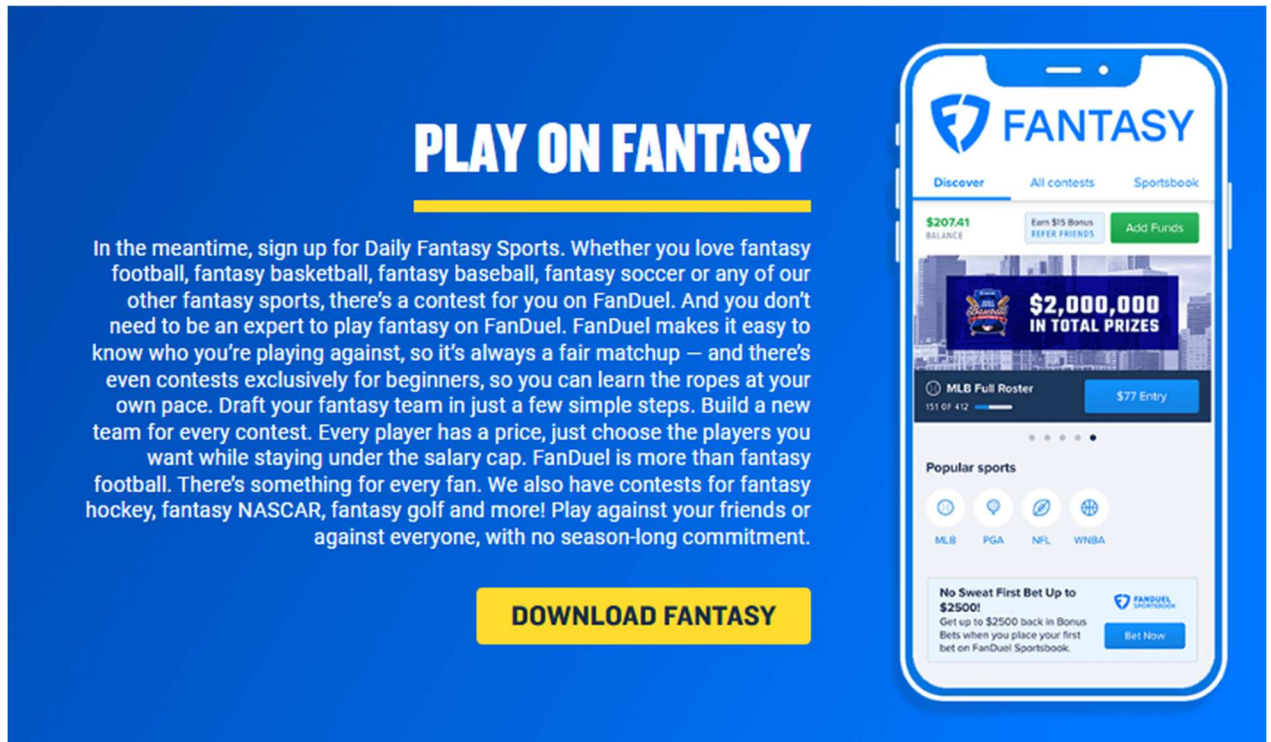 PLAY ON FANTASY
In the meantime, sign up for Daily Fantasy Sports. Whether you love fantasy
football, fantasy basketball, fantasy baseball, fantasy soccer or any of our
other fantasy sports, there's a contest for you on FanDuel. And you don't
need to be an expert to play fantasy on FanDuel. FanDuel makes it easy to
know who you're playing against, so it's always a fair matchup — and there's
even contests exclusively for beginners, so you can learn the ropes at your
own pace. Draft your fantasy team in just a few simple steps. Build a new
team for every contest. Every player has a price, just choose the players you
want while staying under the salary cap. FanDuel is more than fantasy
football. There's something for every fan. We also have contests for fantasy
hockey, fantasy NASCAR, fantasy golf and more! Play against your friends or
against everyone, with no season-long commitment.
DOWNLOAD FANTASY
FANTASY
Discover All contests Sportsbook
$207.41
BALANCE
Earn $15 Bonus
REFER FRIENDS
Add Funds
Baseball
$2,000,000
IN TOTAL PRIZES
MLB Full Roster
151 OF 412
$77 Entry
Popular sports
MLB PGA NFL WNBA
No Sweat First Bet Up to
$2500!
Get up to $2500 back in Bonus
Bets when you place your first
bet on FanDuel Sportsbook.
FANDUEL
SPORTSBOOK
Bet Now